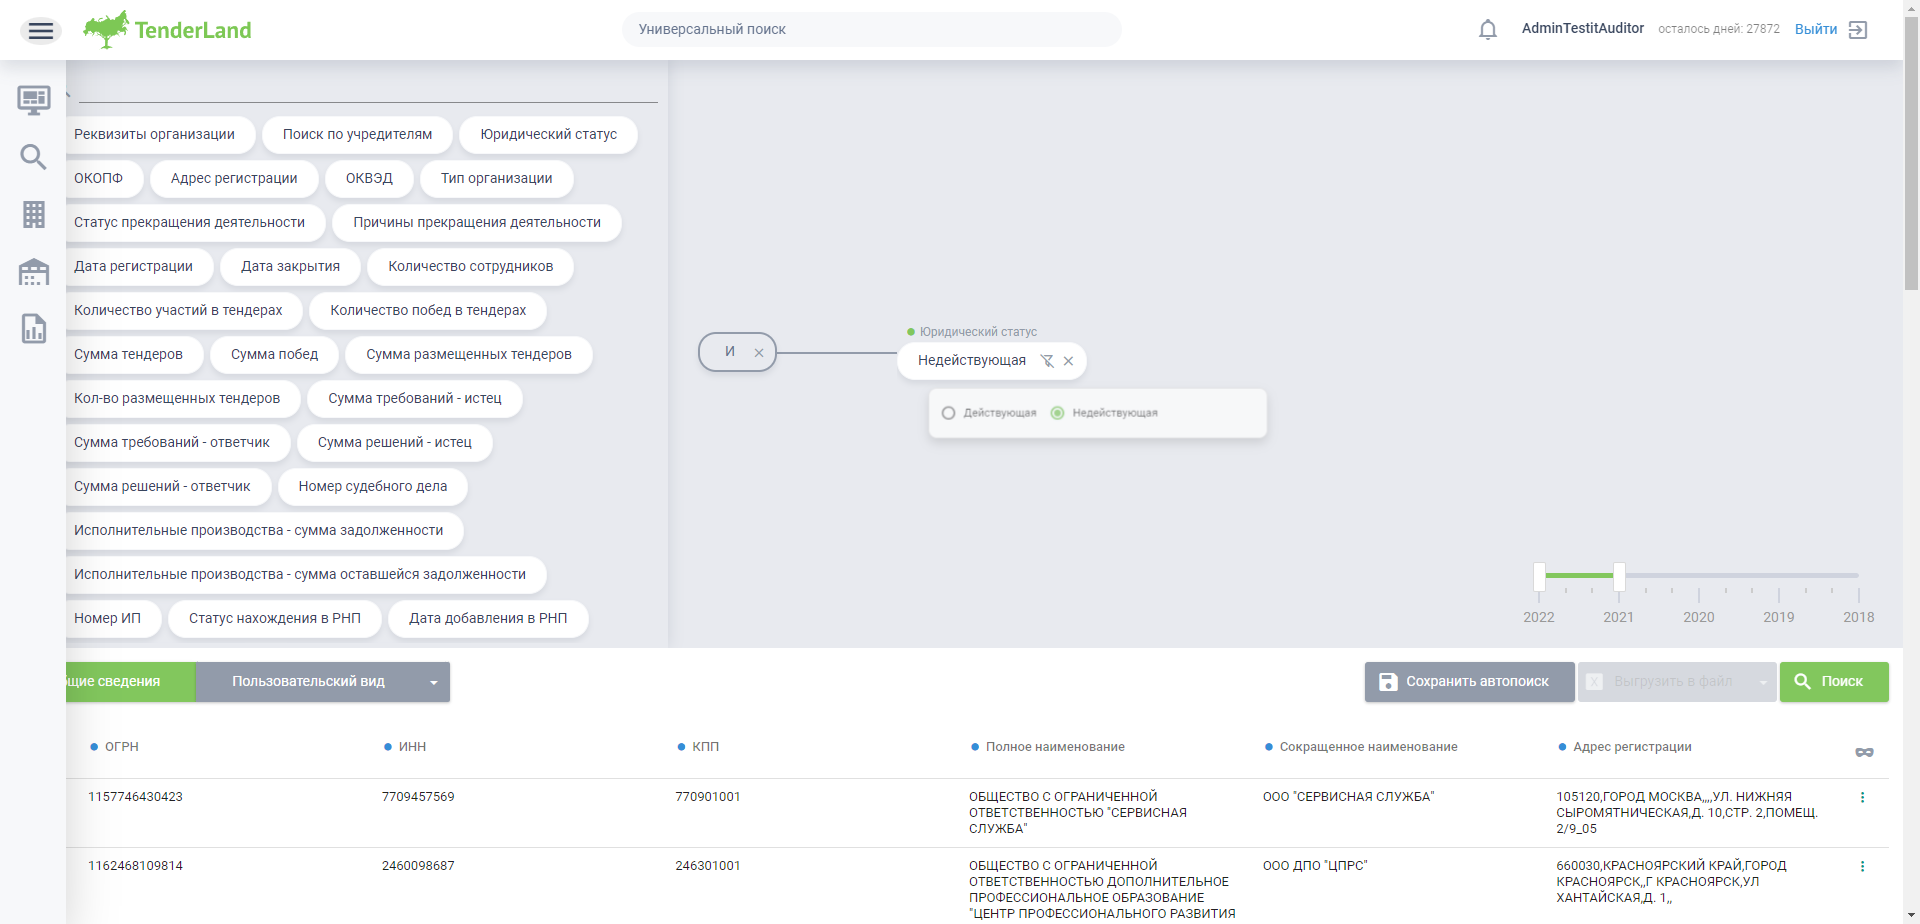 TenderLand
Универсальный поиск
AdminTestitAuditor
осталось дней: 27872
Выйти
Реквизиты организации
Поиск по учредителям
Юридический статус
ОКОПФ
Адрес регистрации
ОКВЭД
Тип организации
Статус прекращения деятельности
Причины прекращения деятельности
Дата регистрации
Дата закрытия
Количество сотрудников
Количество участий в тендерах
Количество побед в тендерах
Сумма тендеров
Сумма побед
Сумма размещенных тендеров
Кол-во размещенных тендеров
Сумма требований - истец
Сумма требований - ответчик
Сумма решений - истец
Сумма решений - ответчик
Номер судебного дела
Исполнительные производства - сумма задолженности
Исполнительные производства - сумма оставшейся задолженности
Номер ИП
Статус нахождения в РНП
Дата добавления в РНП
И
Юридический статус
Недействующая
Действующая
Недействующая
2022 2021 2020 2019 2018
бщие сведения
Пользовательский вид
Сохранить автопоиск
Выгрузить в файл
Поиск
ОГРН
ИНН
КПП
Полное наименование
Сокращенное наименование
Адрес регистрации
1157746430423
7709457569
770901001
ОБЩЕСТВО С ОГРАНИЧЕННОЙ
ОТВЕТСТВЕННОСТЬЮ "СЕРВИСНАЯ
СЛУЖБА"
ООО "СЕРВИСНАЯ СЛУЖБА"
105120,ГОРОД МОСКВА,,,,УЛ. НИЖНЯЯ
СЫРОМЯТНИЧЕСКАЯ,Д. 10,СТР. 2,ПОМЕЩ.
2/9_05
1162468109814
2460098687
246301001
ОБЩЕСТВО С ОГРАНИЧЕННОЙ
ОТВЕТСТВЕННОСТЬЮ ДОПОЛНИТЕЛЬНОЕ
ПРОФЕССИОНАЛЬНОЕ ОБРАЗОВАНИЕ
"ЦЕНТР ПРОФЕССИОНАЛЬНОГО РАЗВИТИЯ
ООО ДПО "ЦПРС"
660030,КРАСНОЯРСКИЙ КРАЙ,ГОРОД
КРАСНОЯРСК,,Г КРАСНОЯРСК,УЛ
ХАНТАЙСКАЯ,Д. 1,,